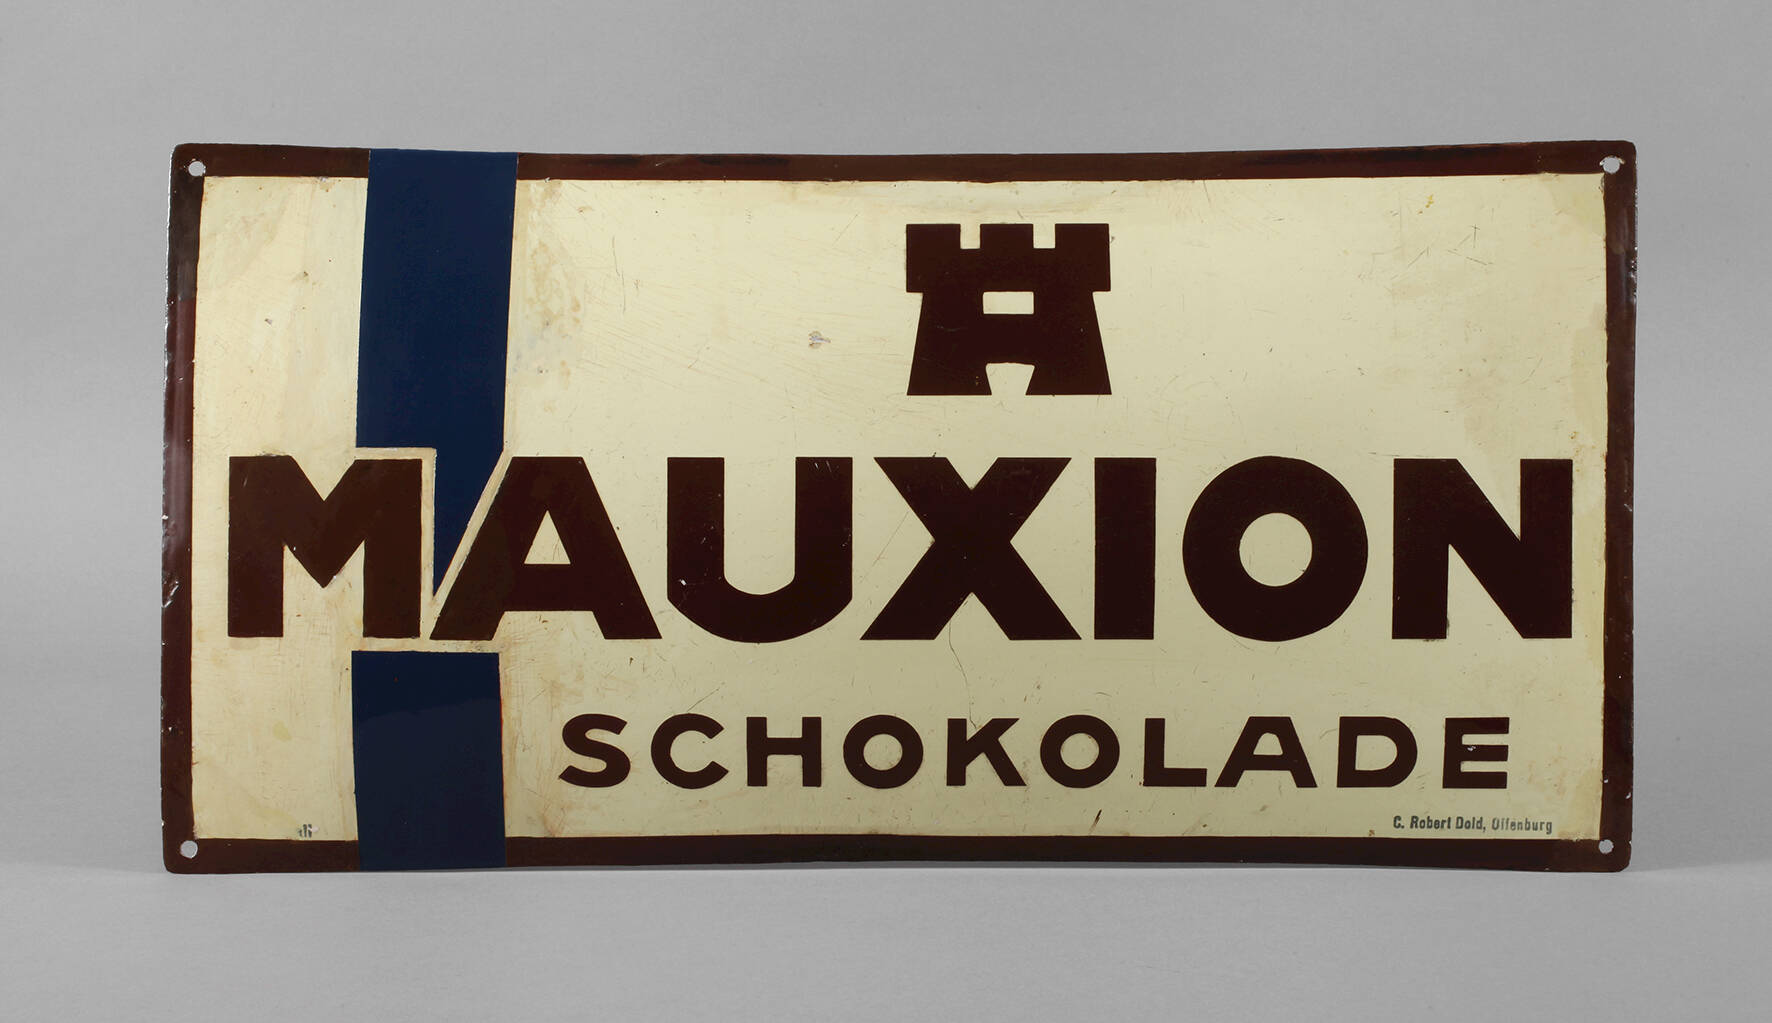 MAUXION
SCHOKOLADE
C. Robert Dold, Offenburg